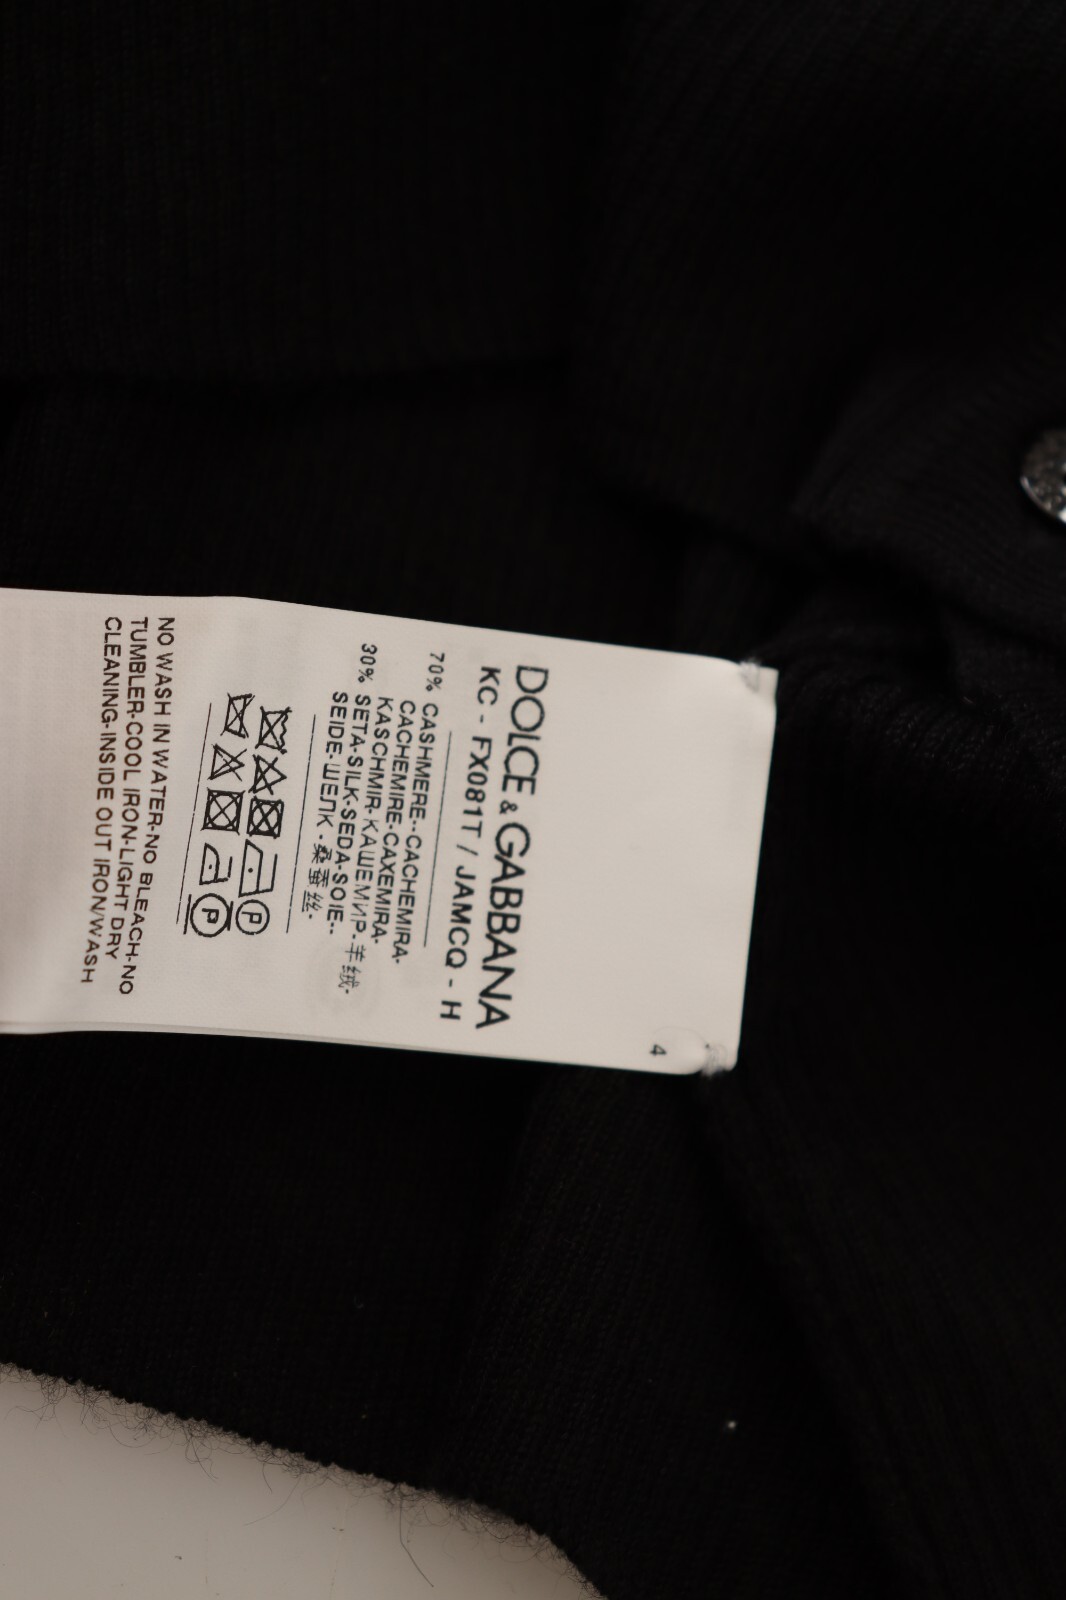 DOLCE & GABBANA
KC - FX081T / JAMCQ - H
70% CASHMERE--CACHEMIRA-
CACHEMIRE-CAXEMIRA-
KASCHMIR-КАШЕМИР-羊绒-
30% SETA-SILK-SEDA-SOIE--
SEIDE-ШЕЛК-桑蚕丝-
P
P
NO WASH IN WATER-NO BLEACH-NO
TUMBLER-COOL IRON-LIGHT DRY
CLEANING-INSIDE OUT IRON/WASH
4